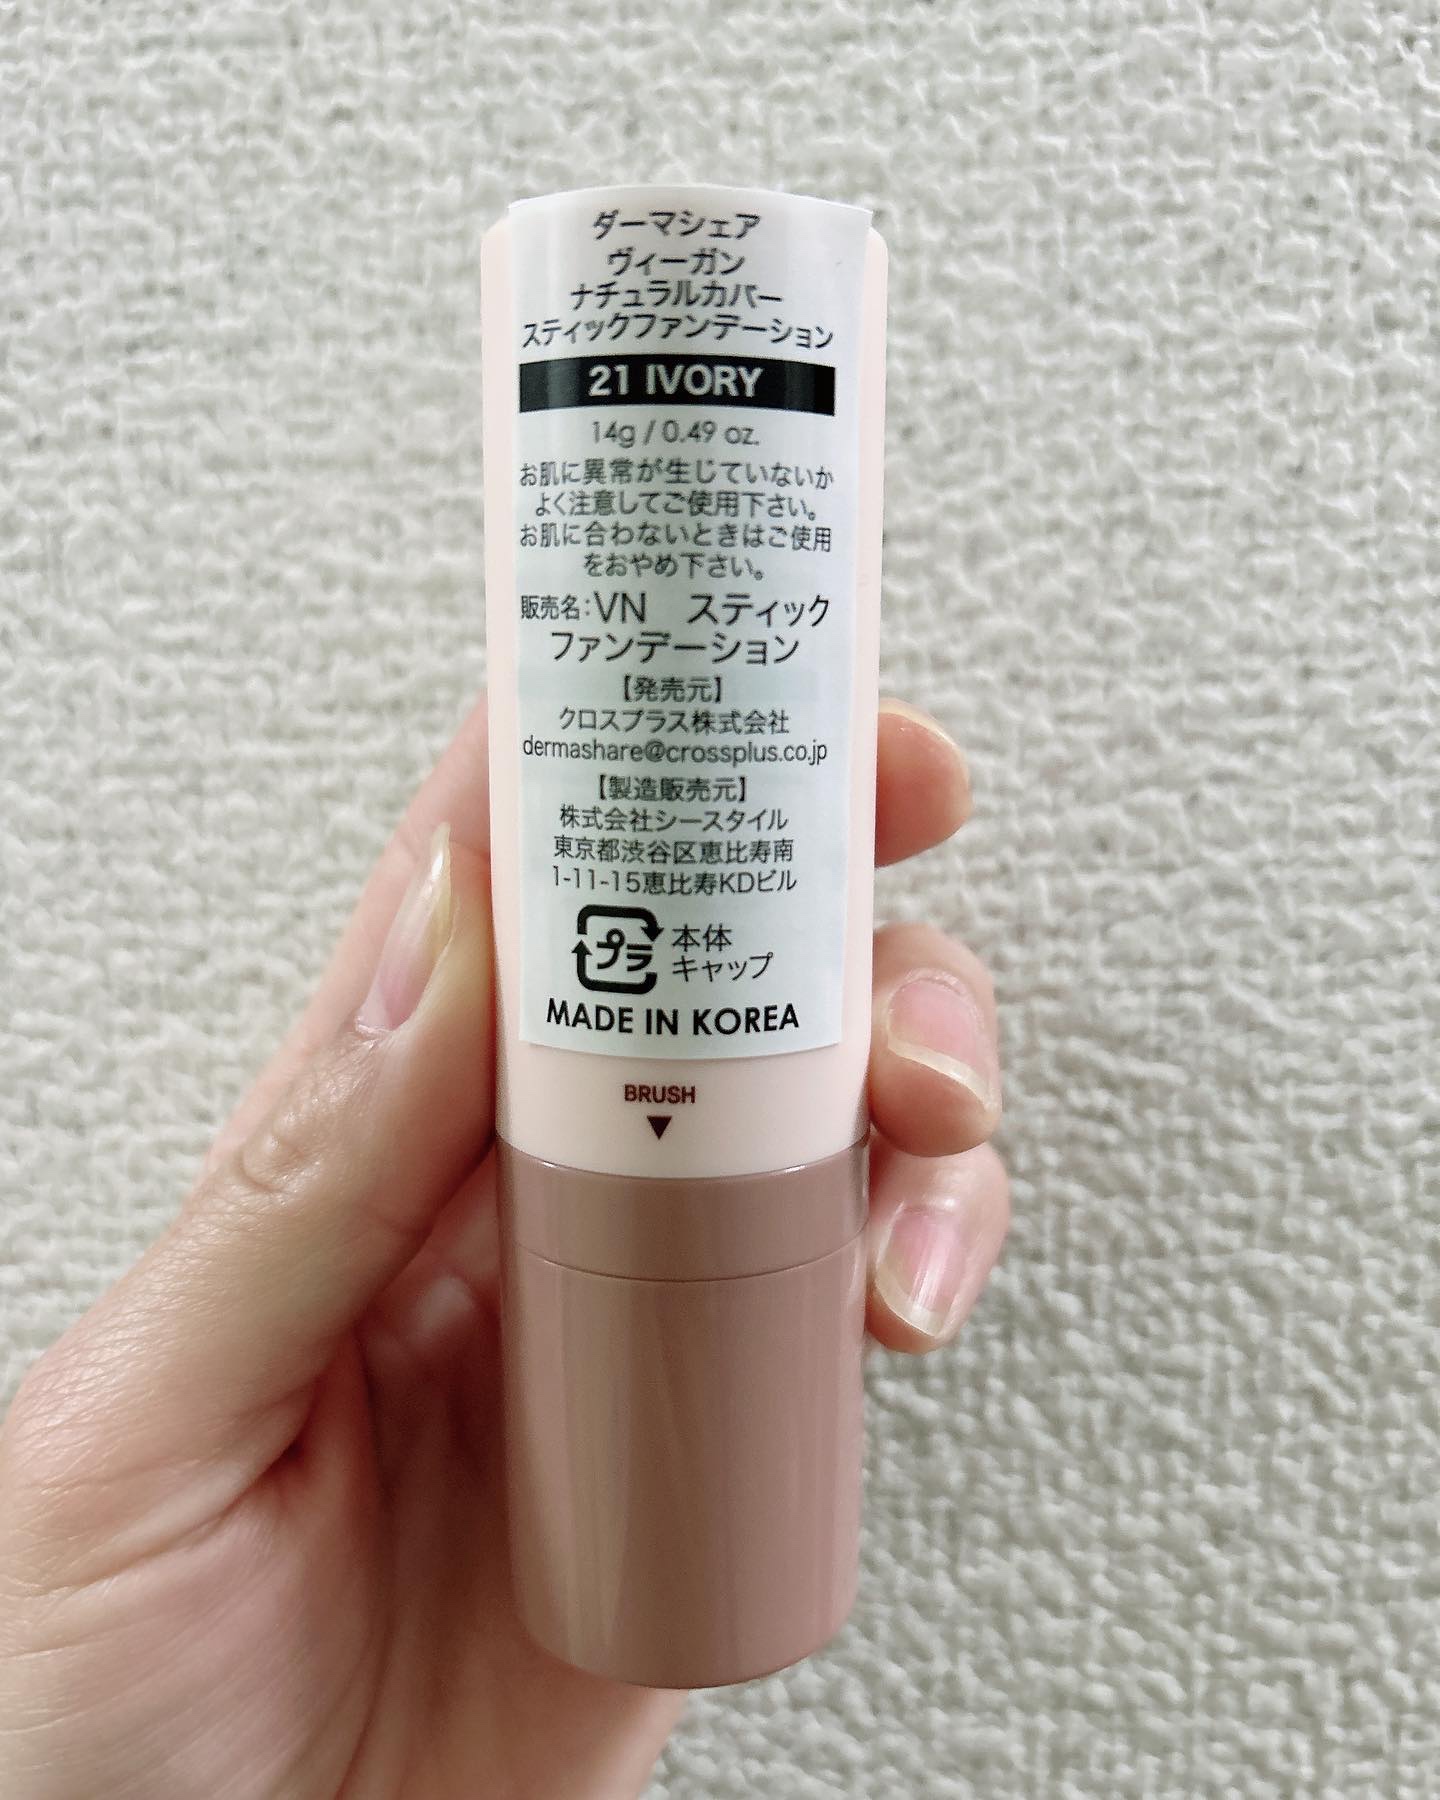 ダーマシェア
ヴィーガン
ナチュラルカバー
スティックファンデーション
21 IVORY
14g / 0.49 oz.
お肌に異常が生じていないか
よく注意してご使用下さい。
お肌に合わないときはご使用
をおやめ下さい。
販売名:VN スティック
ファンデーション
【発売元】
クロスプラス株式会社
dermashare@crossplus.co.jp
【製造販売元】
株式会社シースタイル
東京都渋谷区恵比寿南
1-11-15恵比寿KDビル
プラ 本体
キャップ
MADE IN KOREA
BRUSH